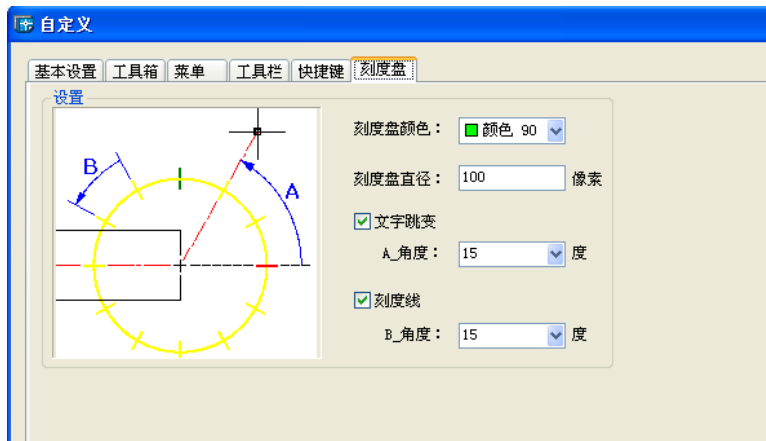 自定义
基本设置 工具箱 菜单 工具栏 快捷键 刻度盘
设置
刻度盘颜色： 颜色 90
刻度盘直径： 100 像素
文字跳变
A_角度： 15 度
刻度线
B_角度： 15 度
B
A